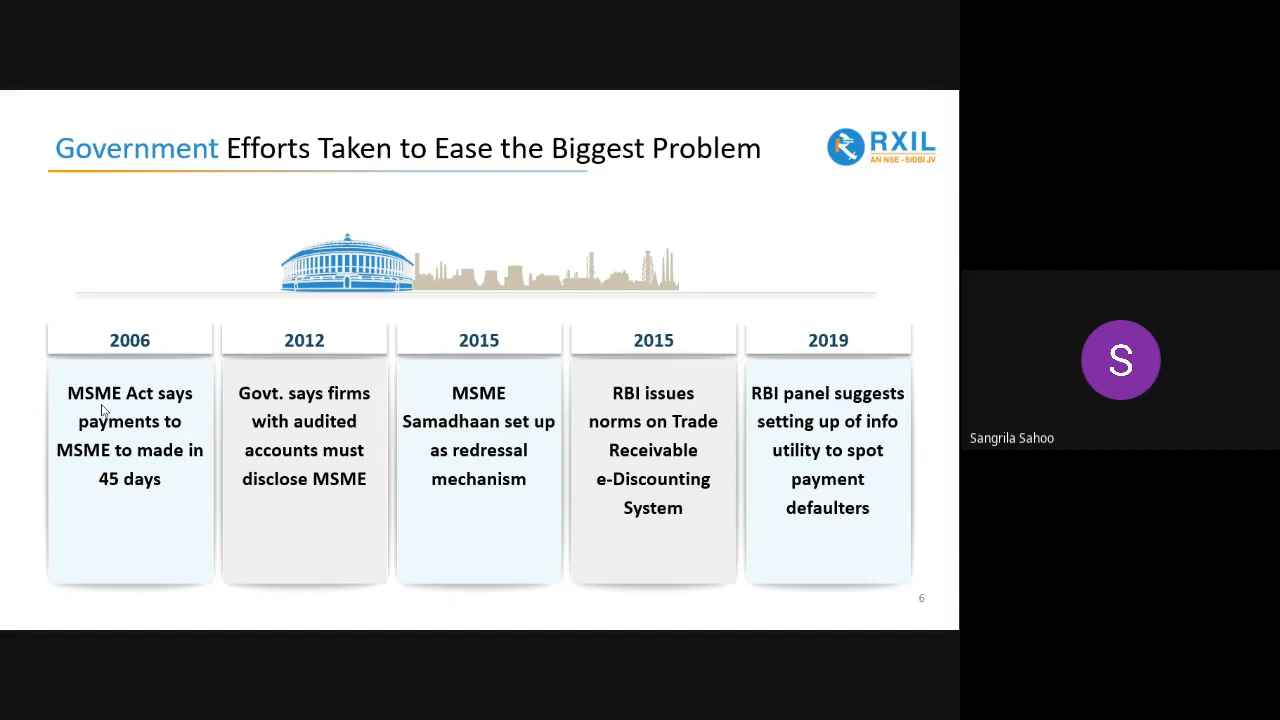 Government Efforts Taken to Ease the Biggest Problem
RXIL
AN NSE - SIDBI JV
2006
MSME Act says
payments to
MSME to made in
45 days
2012
Govt. says firms
with audited
accounts must
disclose MSME
2015
MSME
Samadhaan set up
as redressal
mechanism
2015
RBI issues
norms on Trade
Receivable
e-Discounting
System
2019
RBI panel suggests
setting up of info
utility to spot
payment
defaulters
6
S
Sangrila Sahoo